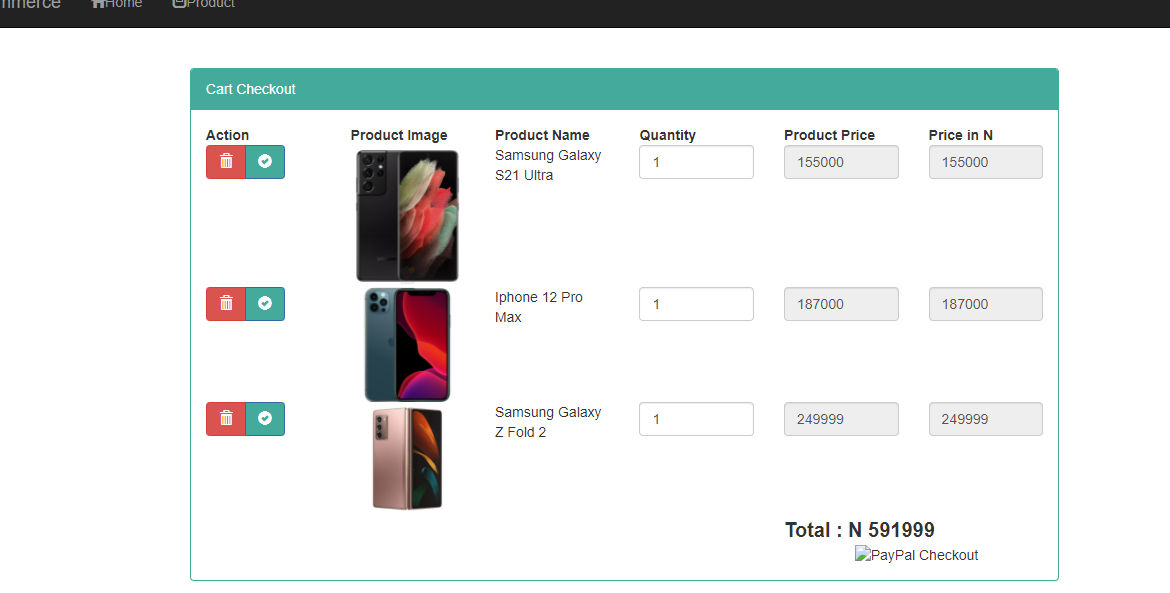 Home Product
Cart Checkout
Action Product Image Product Name Quantity Product Price Price in N
Samsung Galaxy S21 Ultra 1 155000 155000
Iphone 12 Pro Max 1 187000 187000
Samsung Galaxy Z Fold 2 1 249999 249999
Total : N 591999
PayPal Checkout